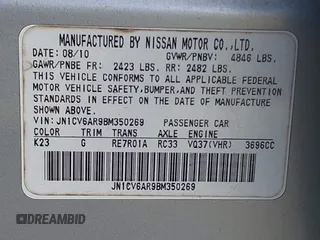 MANUFACTURED BY NISSAN MOTOR CO.,LTD.
DATE: 08/10 GVWR/PNBV: 4846 LBS.
GAWR/PNBE FR: 2423 LBS. RR: 2482 LBS.
THIS VEHICLE CONFORMS TO ALL APPLICABLE FEDERAL
MOTOR VEHICLE SAFETY,BUMPER,AND THEFT PREVENTION
STANDARDS IN EFFECT ON THE DATE OF MANUFACTURE
SHOWN ABOVE.
VIN: JN1CV6AR9BM350269 PASSENGER CAR
COLOR TRIM TRANS AXLE ENGINE
K23 G RE7R01A RC33 VQ37(VHR) 3696CC
JN1CV6AR9BM350269
DREAMBID